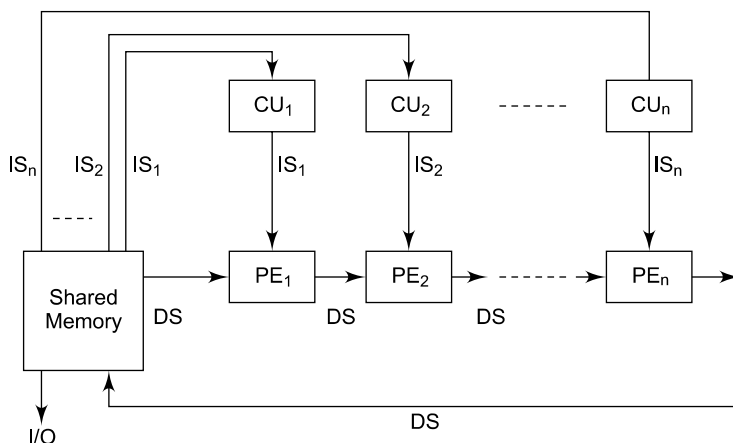 CU₁ CU₂ CUₙ
ISₙ IS₂ IS₁ IS₁ IS₂ ISₙ
Shared
Memory
PE₁ PE₂ PEₙ
DS DS DS
DS
I/O